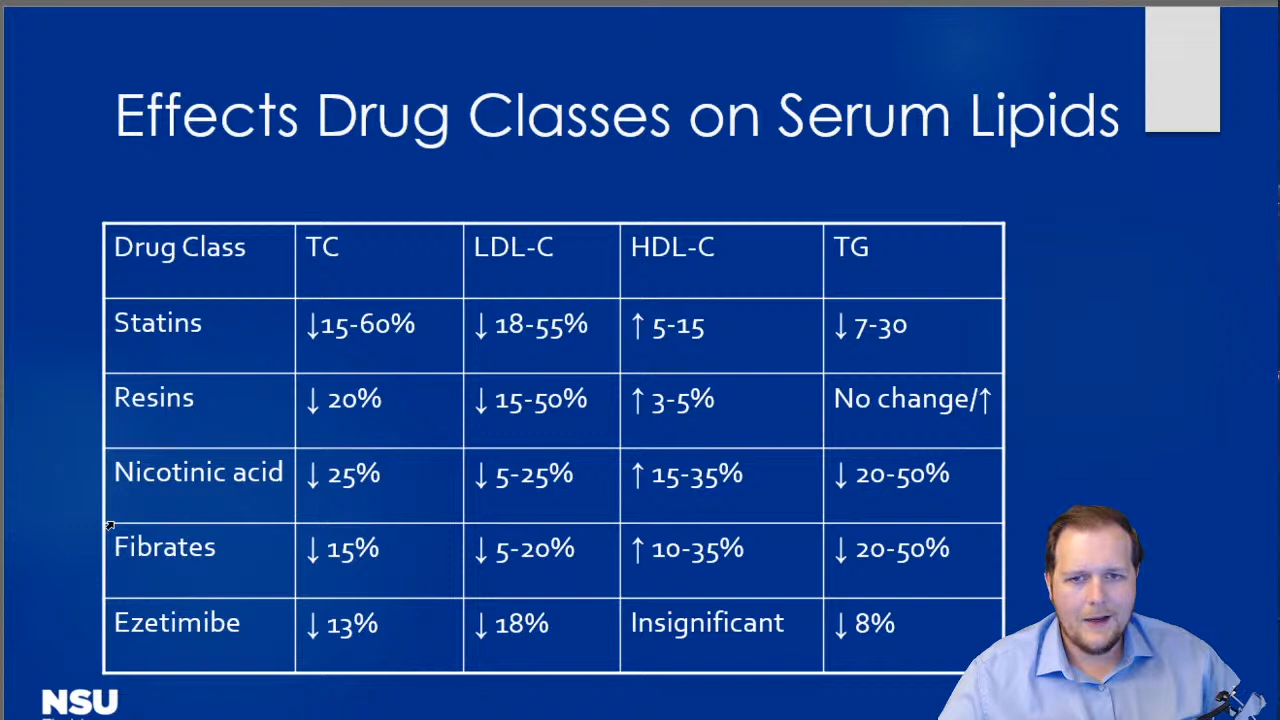 Effects Drug Classes on Serum Lipids
Drug Class TC LDL-C HDL-C TG
Statins ↓15-60% ↓ 18-55% ↑ 5-15 ↓ 7-30
Resins ↓ 20% ↓ 15-50% ↑ 3-5% No change/↑
Nicotinic acid ↓ 25% ↓ 5-25% ↑ 15-35% ↓ 20-50%
Fibrates ↓ 15% ↓ 5-20% ↑ 10-35% ↓ 20-50%
Ezetimibe ↓ 13% ↓ 18% Insignificant ↓ 8%
NSU